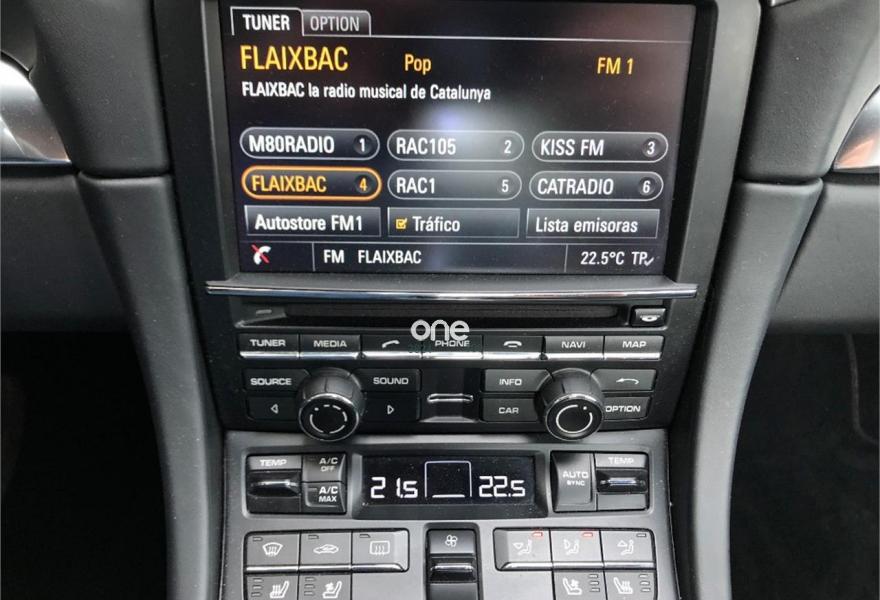 TUNER OPTION
FLAIXBAC Pop FM 1
FLAIXBAC la radio musical de Catalunya
M80RADIO 1 RAC105 2 KISS FM 3
FLAIXBAC 4 RAC1 5 CATRADIO 6
Autostore FM1 Tráfico Lista emisoras
FM FLAIXBAC 22.5°C TP
one
TUNER MEDIA PHONE NAVI MAP
SOURCE SOUND INFO
CAR OPTION
TEMP A/C OFF AUTO SYNC TEMP
A/C MAX
21.5 22.5